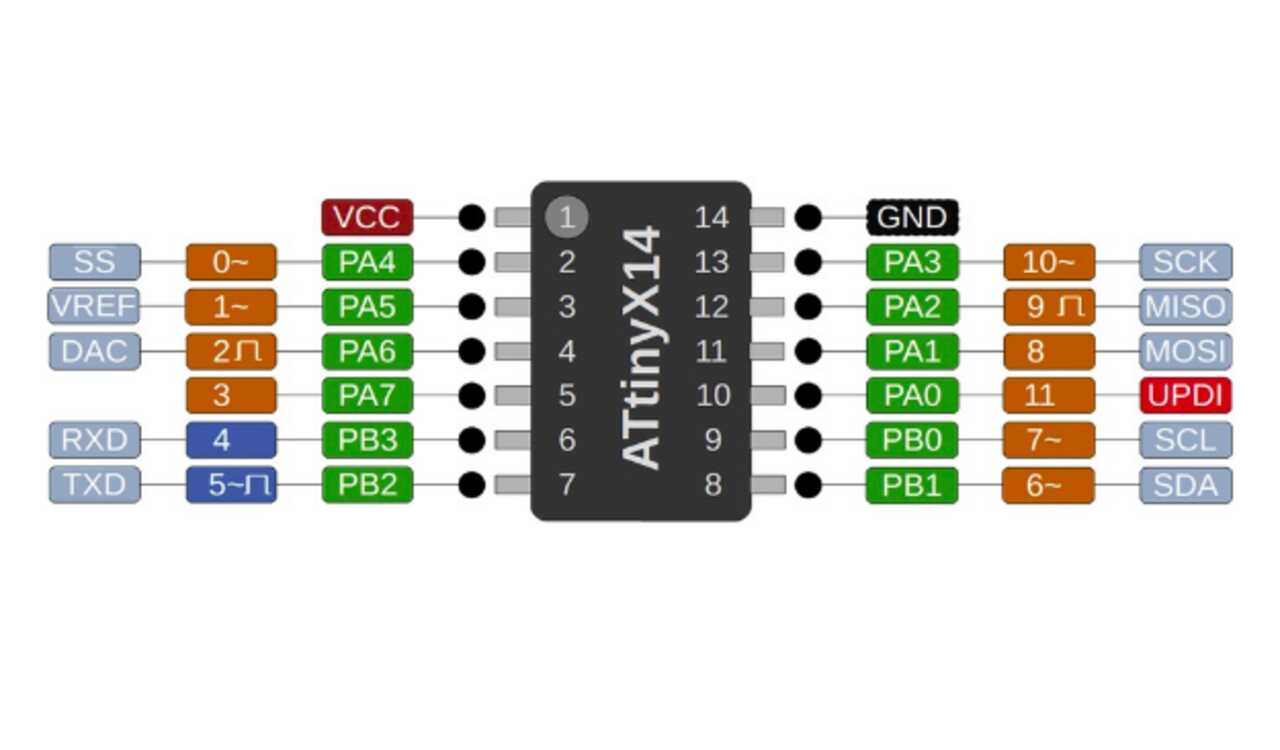 VCC 1 14 GND
SS 0~ PA4 2 13 PA3 10~ SCK
VREF 1~ PA5 3 12 PA2 9 MISO
DAC 2 PA6 4 11 PA1 8 MOSI
3 PA7 5 10 PA0 11 UPDI
RXD 4 PB3 6 9 PB0 7~ SCL
TXD 5~ PB2 7 8 PB1 6~ SDA
ATtinyX14